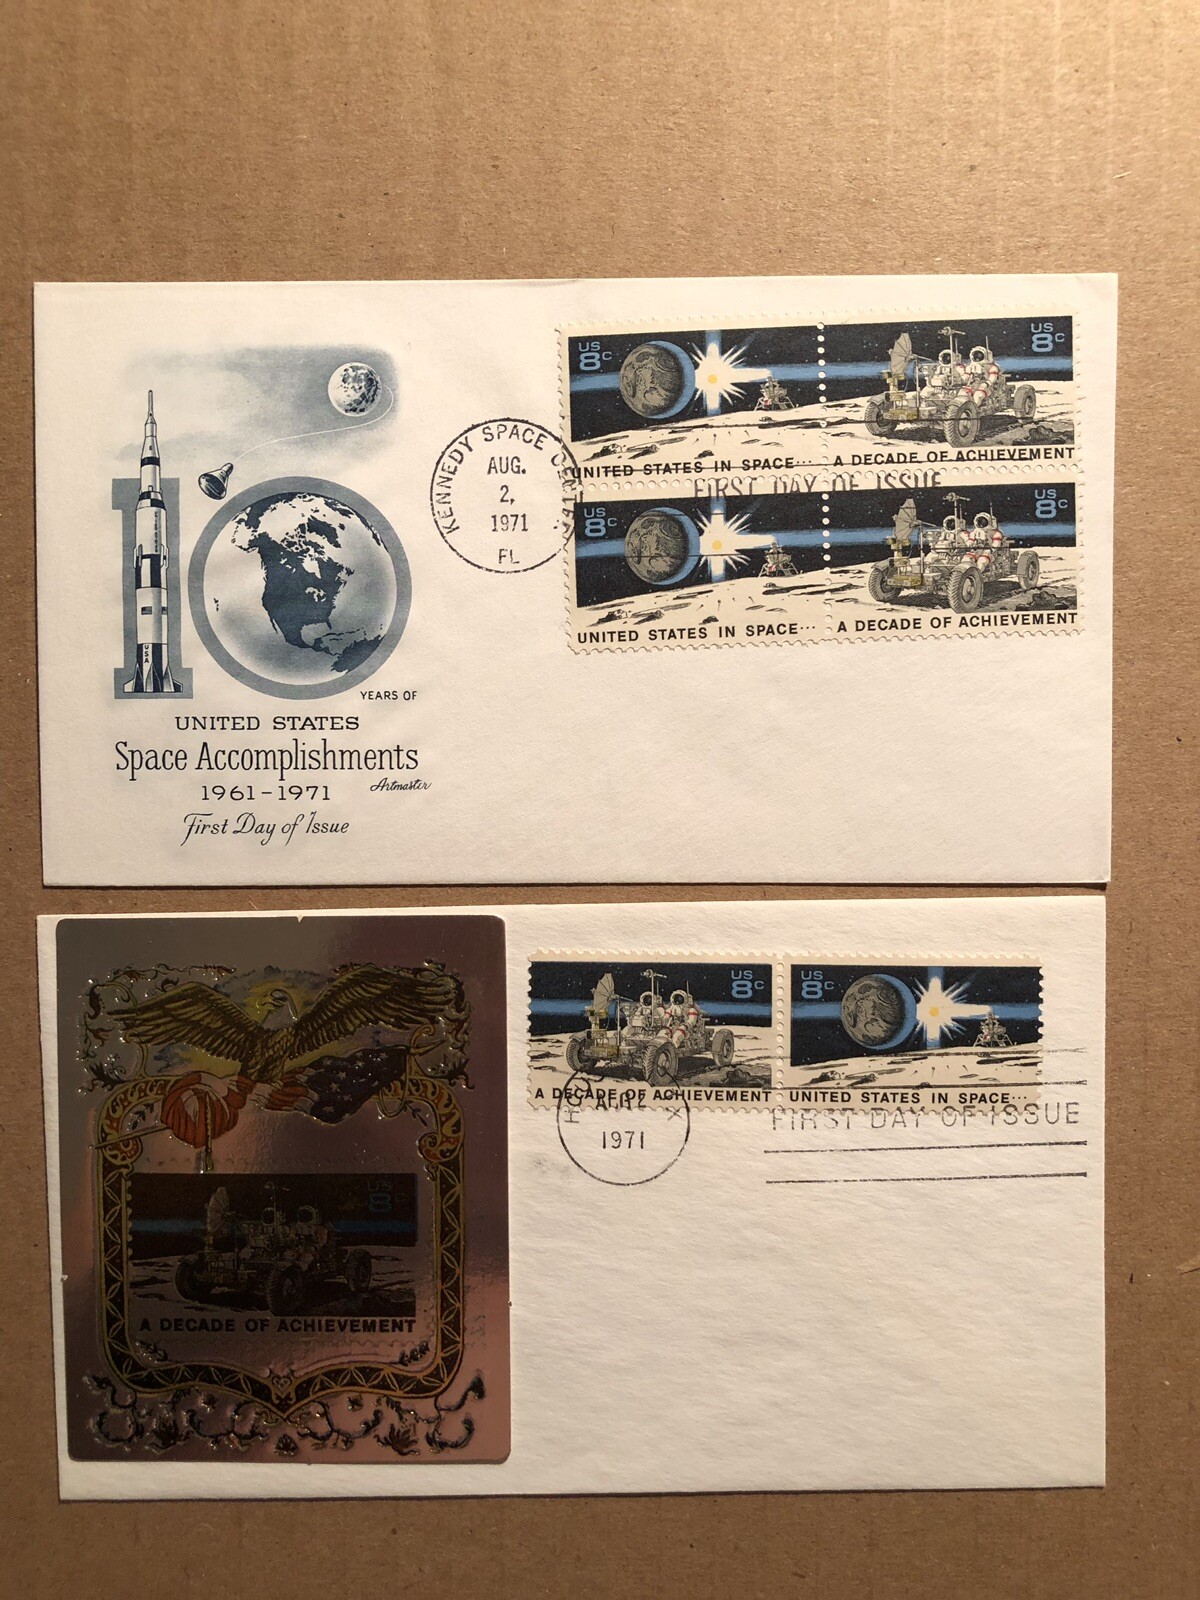 US
8c
US
8c
UNITED STATES IN SPACE··· A DECADE OF ACHIEVEMENT
KENNEDY SPACE CENTER
AUG.
2,
1971
FL
FIRST DAY OF ISSUE
US
8c
US
8c
UNITED STATES IN SPACE··· A DECADE OF ACHIEVEMENT
USA
10
YEARS OF
UNITED STATES
Space Accomplishments
1961-1971
Artmaster
First Day of Issue
US
8c
US
8c
A DECADE OF ACHIEVEMENT
UNITED STATES IN SPACE···
1971
FIRST DAY OF ISSUE
US
8c
A DECADE OF ACHIEVEMENT